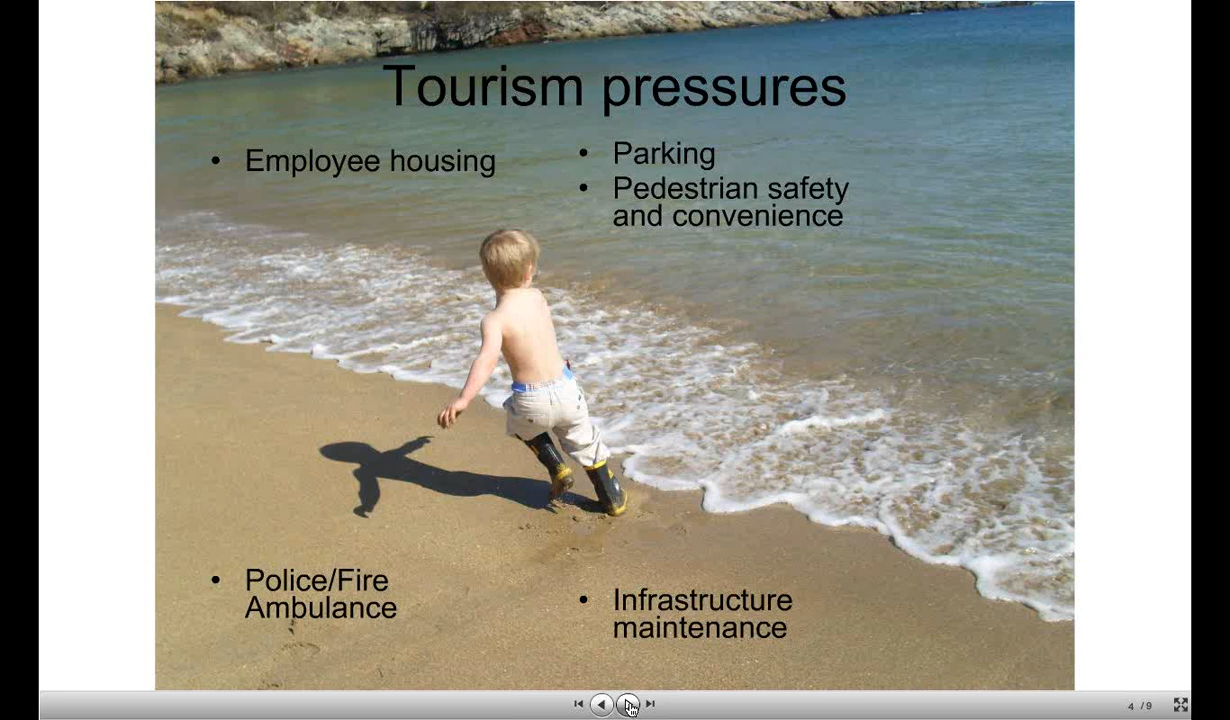 Tourism pressures
• Employee housing
• Parking
• Pedestrian safety
and convenience
• Police/Fire
Ambulance
• Infrastructure
maintenance
4 / 9